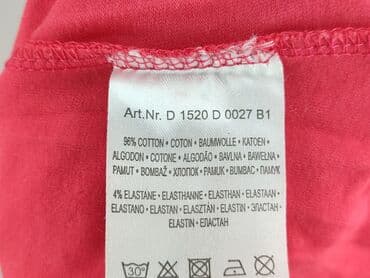 Art.Nr. D 1520 D 0027 B1
96% COTTON • COTON • BAUMWOLLE • KATOEN •
ALGODON • COTONE • ALGODÃO • BAVLNA • BAWEŁNA •
PAMUT • BOMBAŽ • ХЛОПОК • PAMUK • BUMBAC • ПАМУК
4% ELASTANE • ELASTHANNE • ELASTHAN • ELASTAAN •
ELASTANO • ELASTAN • ELASZTÁN • ELASTIN • ЭЛАСТАН •
ELASTIN • ЕЛАСТАН
30°